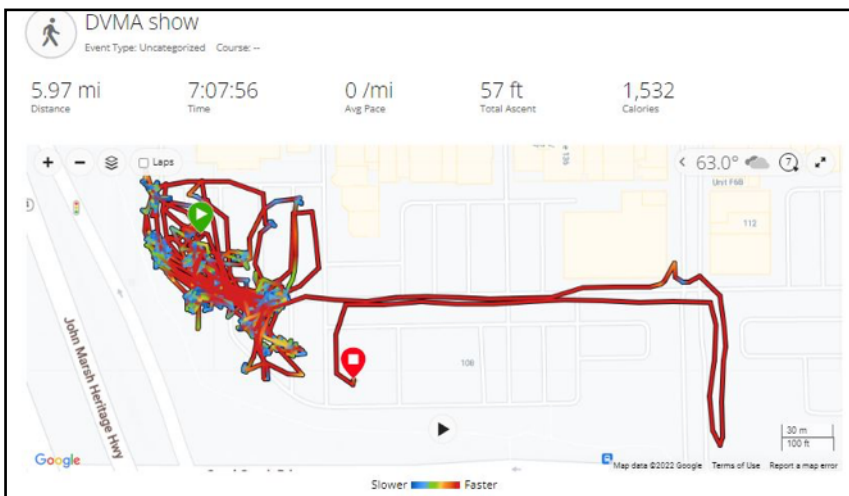 DVMA show
Event Type: Uncategorized Course: --
5.97 mi
Distance
7:07:56
Time
0 /mi
Avg Pace
57 ft
Total Ascent
1,532
Calories
Laps
63.0°
7
Unit F6B
112
John Marsh Heritage Hwy
108
30 m
100 ft
Google
Map data ©2022 Google Terms of Use Report a map error
Slower Faster